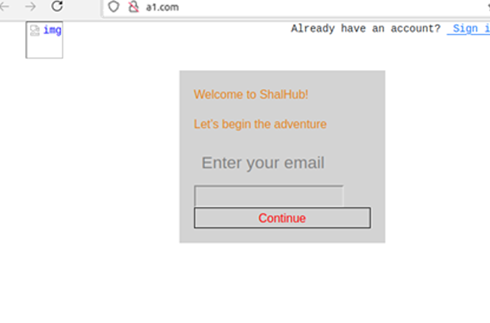 a1.com
img
Already have an account? Sign i
Welcome to ShalHub!
Let's begin the adventure
Enter your email
Continue